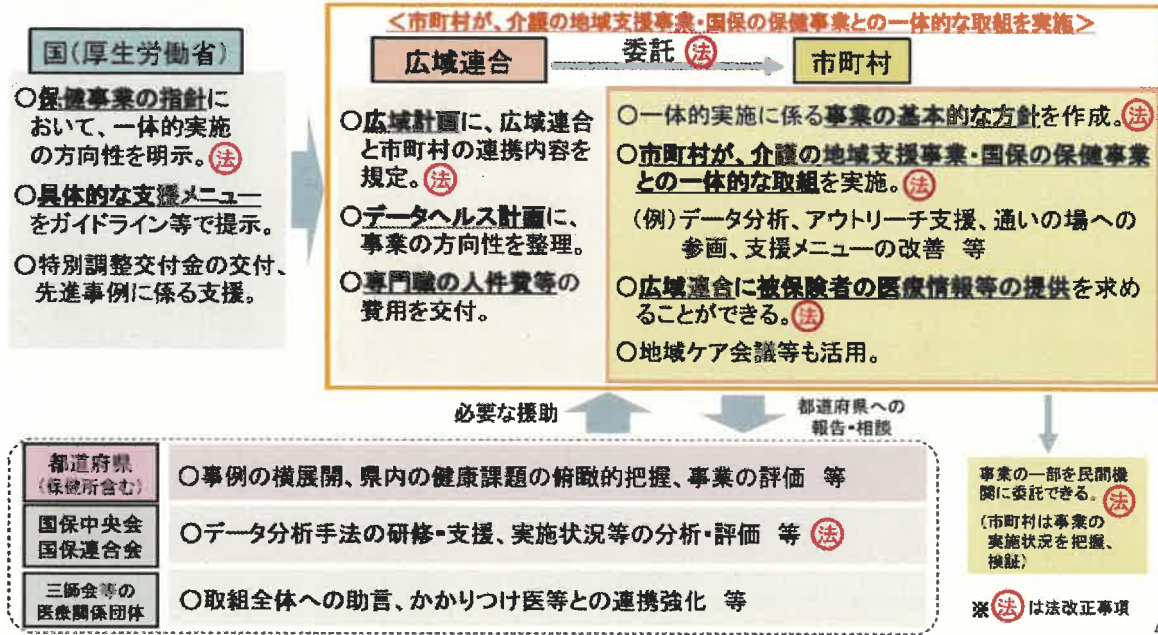 ＜市町村が、介護の地域支援事業・国保の保健事業との一体的な取組を実施＞
国(厚生労働省)
○保健事業の指針に
おいて、一体的実施
の方向性を明示。法
○具体的な支援メニュー
をガイドライン等で提示。
○特別調整交付金の交付、
先進事例に係る支援。
広域連合
委託 法
市町村
○広域計画に、広域連合
と市町村の連携内容を
規定。法
○データヘルス計画に、
事業の方向性を整理。
○専門職の人件費等の
費用を交付。
○一体的実施に係る事業の基本的な方針を作成。法
○市町村が、介護の地域支援事業・国保の保健事業
との一体的な取組を実施。法
(例)データ分析、アウトリーチ支援、通いの場への
参画、支援メニューの改善 等
○広域連合に被保険者の医療情報等の提供を求め
ることができる。法
○地域ケア会議等も活用。
必要な援助
都道府県への
報告・相談
都道府県
(保健所含む)
○事例の横展開、県内の健康課題の俯瞰的把握、事業の評価 等
国保中央会
国保連合会
○データ分析手法の研修・支援、実施状況等の分析・評価 等 法
三師会等の
医療関係団体
○取組全体への助言、かかりつけ医等との連携強化 等
事業の一部を民間機
関に委託できる。法
(市町村は事業の
実施状況を把握、
検証)
※法は法改正事項